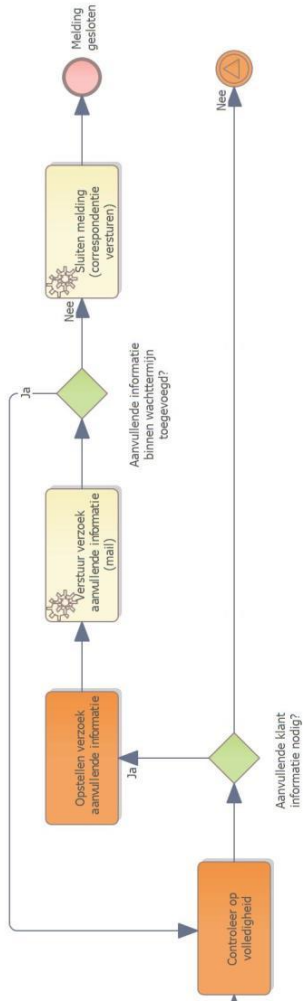 Controleer op
volledigheid
Aanvullende klant
informatie nodig?
Ja
Nee
Opstellen verzoek
aanvullende informatie
Verstuur verzoek
aanvullende informatie
(mail)
Aanvullende informatie
binnen wachttermijn
toegevoegd?
Ja
Nee
Sluiten melding
(correspondentie
versturen)
Melding
gesloten